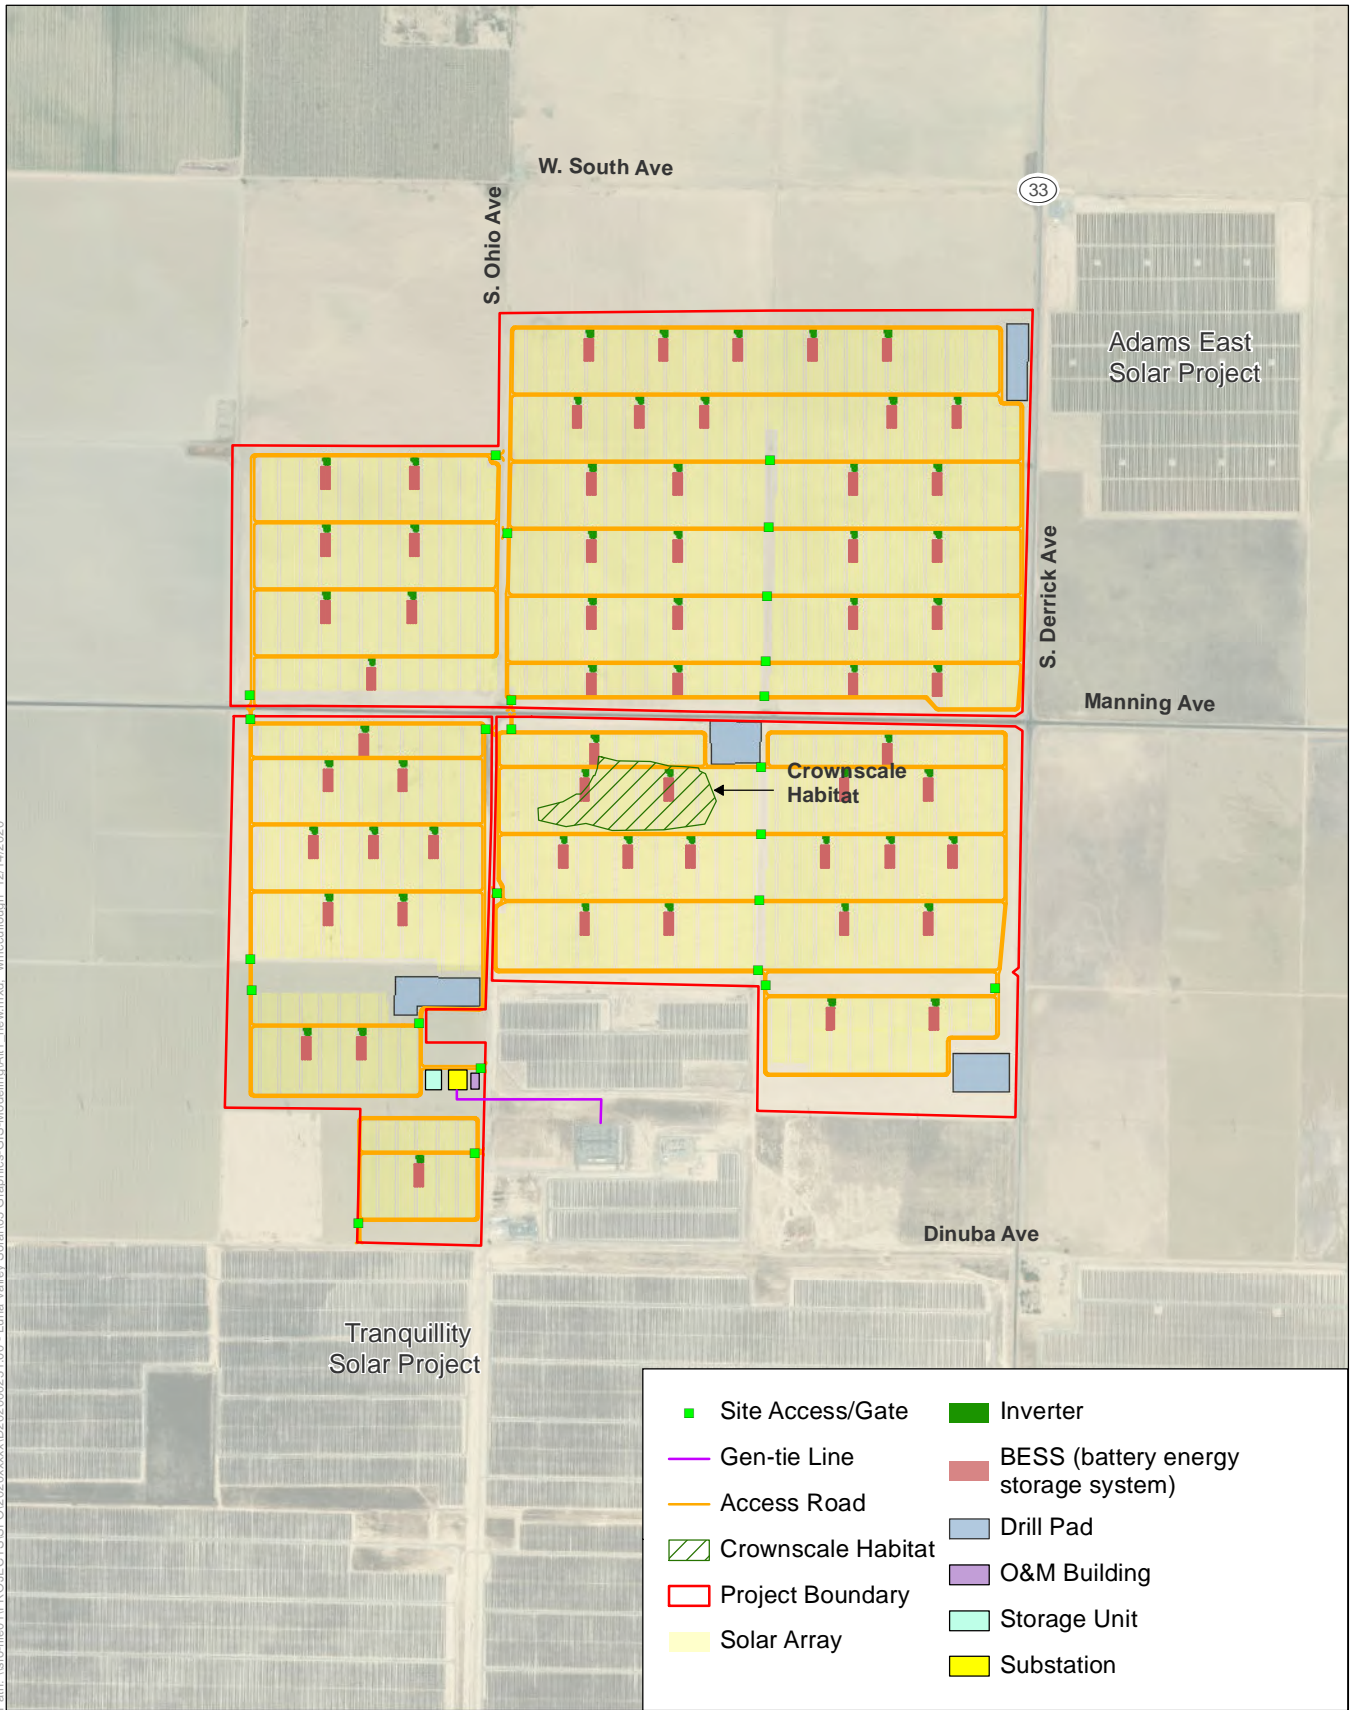 W. South Ave
33
S. Ohio Ave
Adams East
Solar Project
S. Derrick Ave
Manning Ave
Crownscale
Habitat
Dinuba Ave
Tranquillity
Solar Project
Site Access/Gate
Gen-tie Line
Access Road
Crownscale Habitat
Project Boundary
Solar Array
Inverter
BESS (battery energy
storage system)
Drill Pad
O&M Building
Storage Unit
Substation